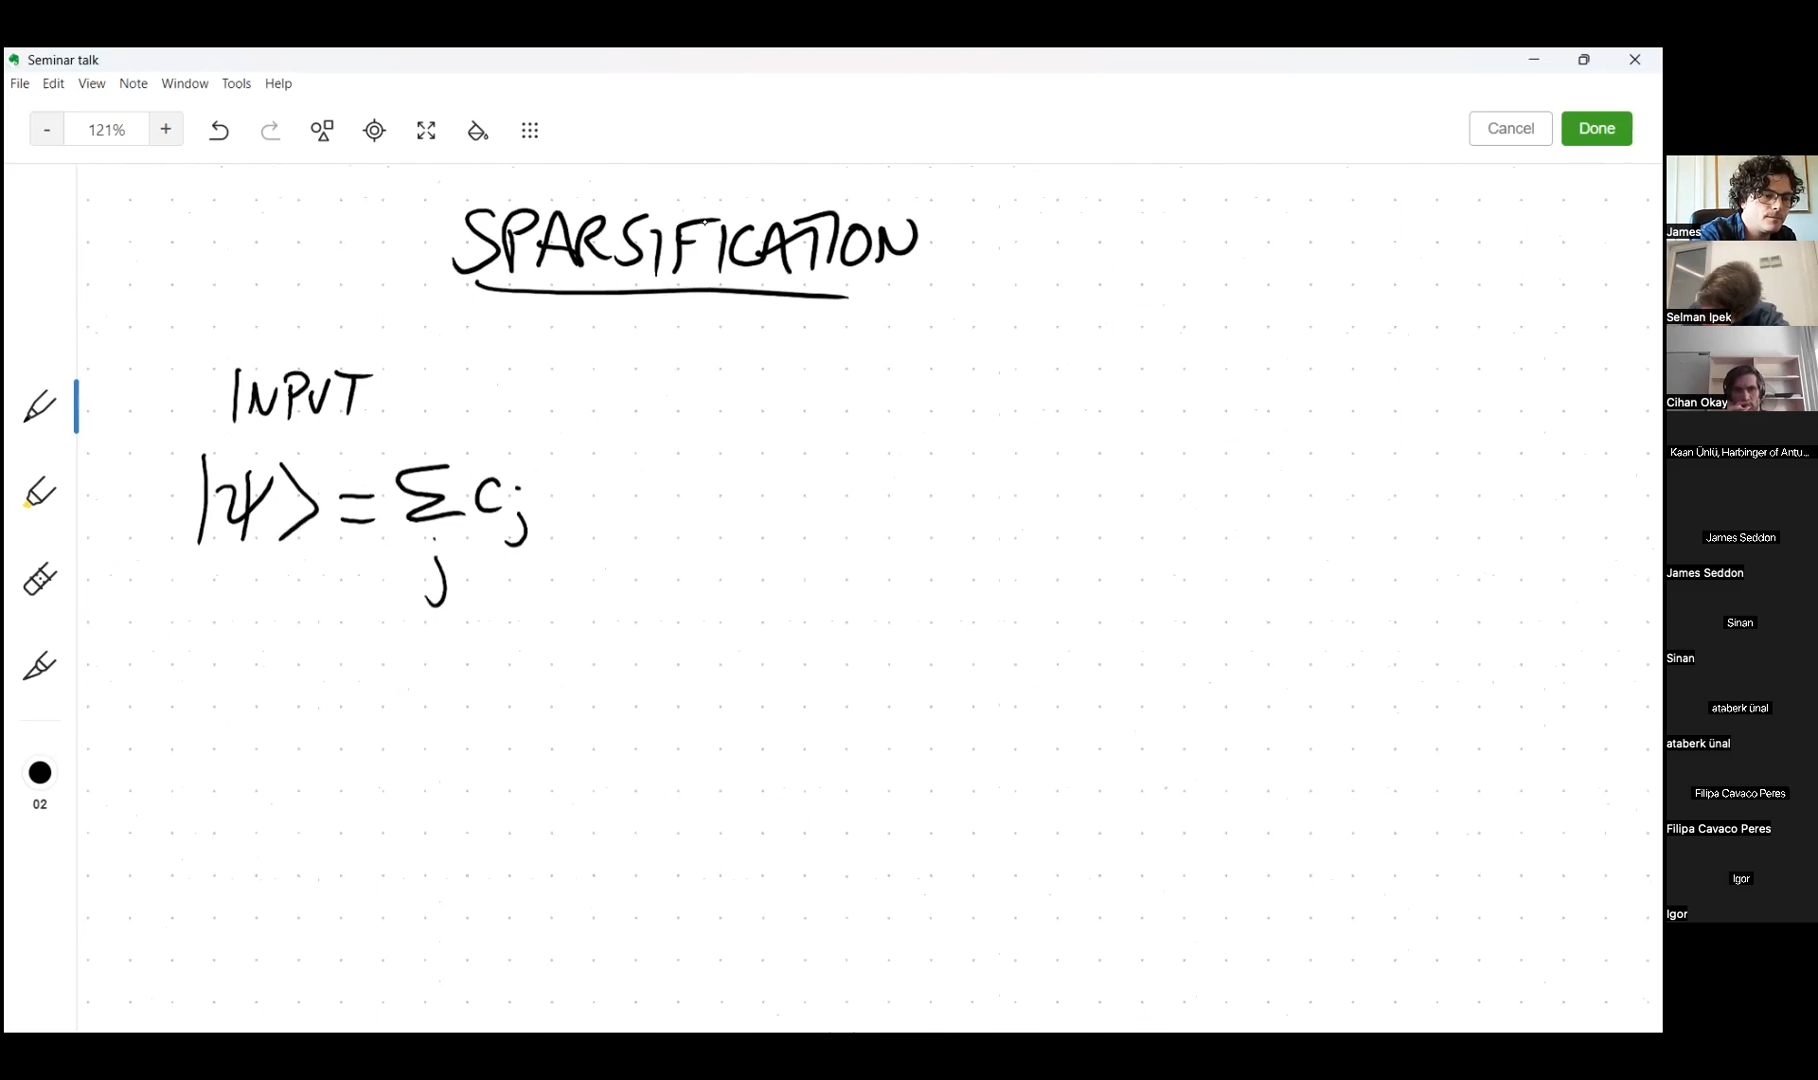 Seminar talk
File Edit View Note Window Tools Help
- 121% + Cancel Done
SPARSIFICATION
INPUT
|ψ⟩ = Σ cⱼ
j
02
James
Selman Ipek
Cihan Okay
Kaan Ünlü, Harbinger of Antu...
James Seddon
James Seddon
Sinan
Sinan
ataberk ünal
ataberk ünal
Filipa Cavaco Peres
Filipa Cavaco Peres
Igor
Igor